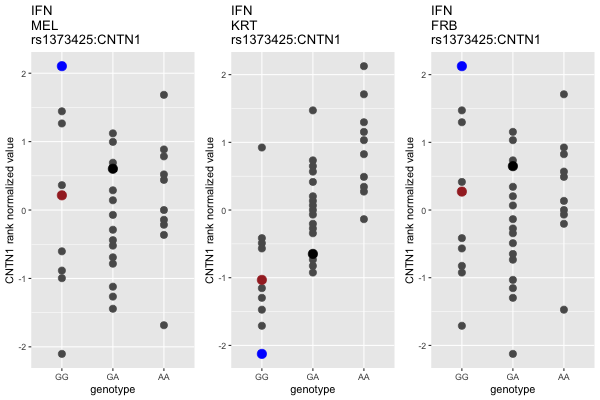 IFN
MEL
rs1373425:CNTN1
CNTN1 rank normalized value
2
1
0
-1
-2
GG
GA
AA
genotype
IFN
KRT
rs1373425:CNTN1
CNTN1 rank normalized value
2
1
0
-1
-2
GG
GA
AA
genotype
IFN
FRB
rs1373425:CNTN1
CNTN1 rank normalized value
2
1
0
-1
-2
GG
GA
AA
genotype